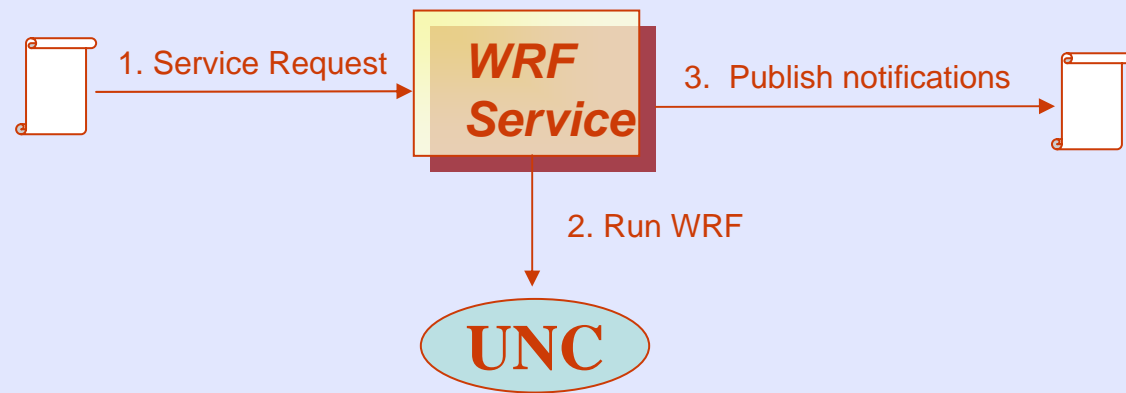 1. Service Request
WRF
Service
3. Publish notifications
2. Run WRF
UNC